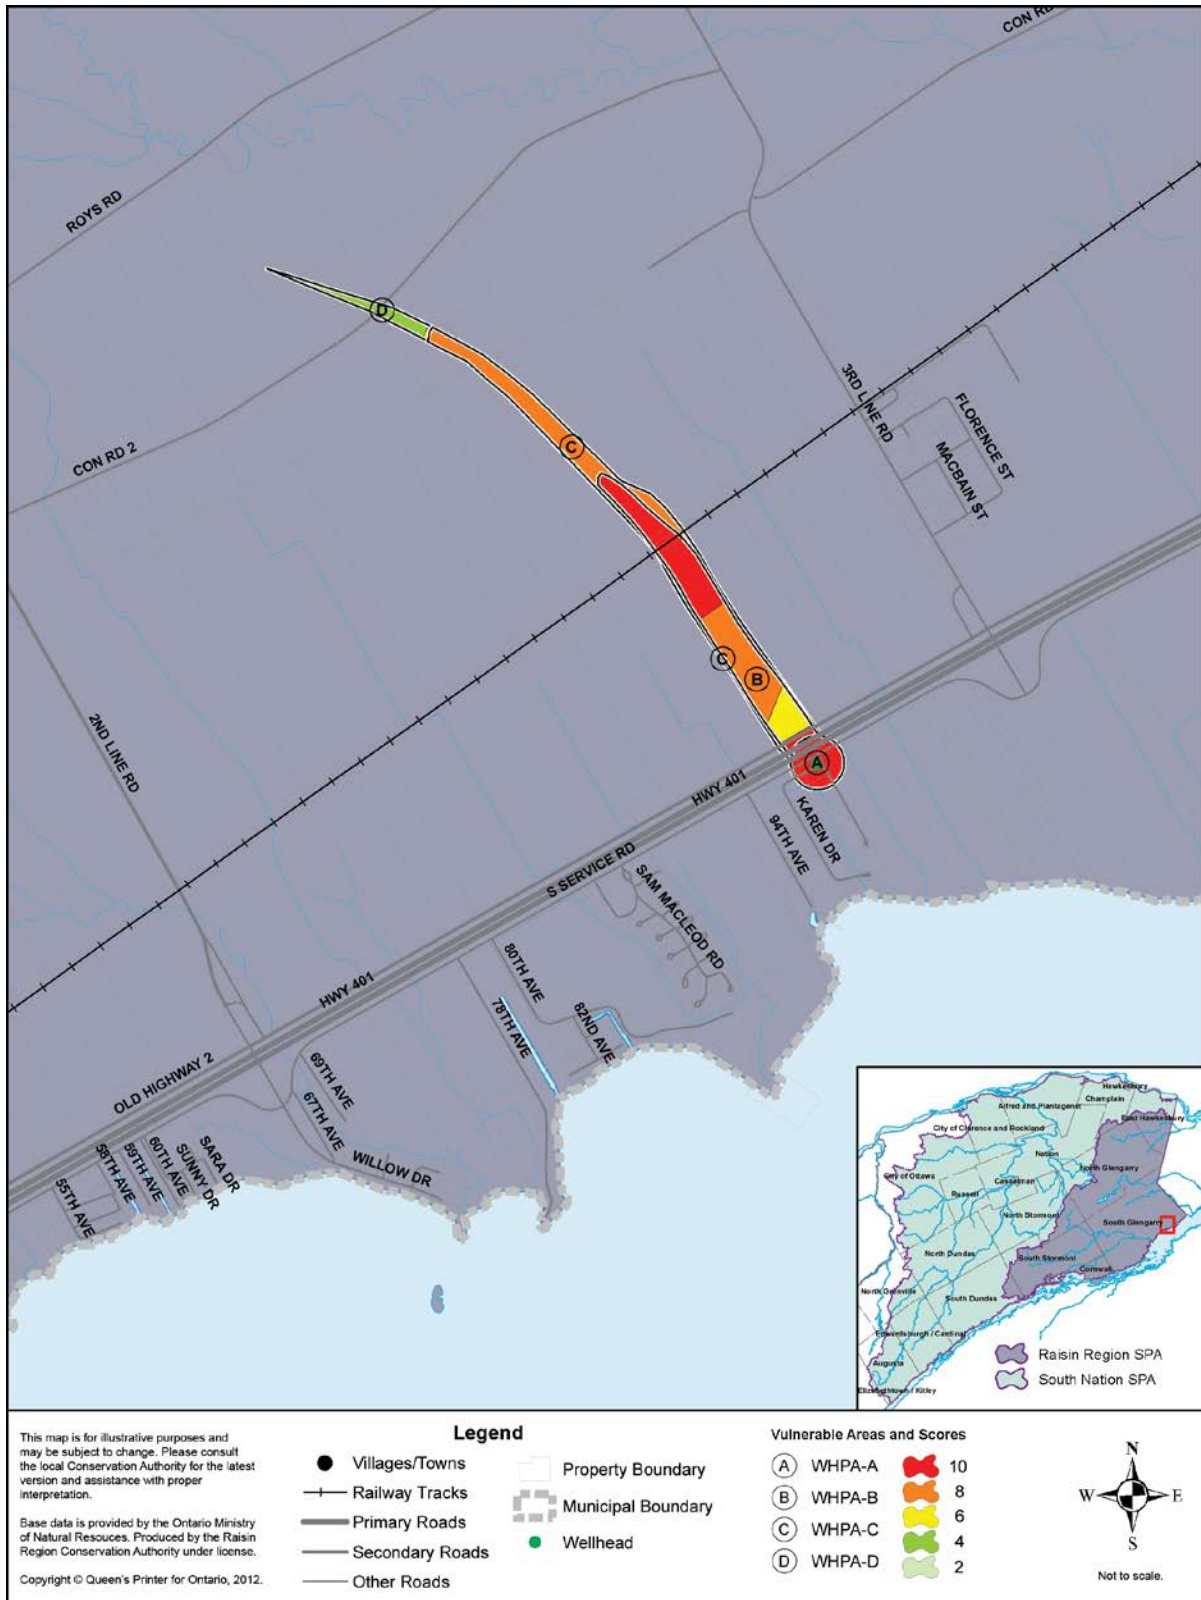 CON RD
ROYS RD
D
3RD LINE RD
FLORENCE ST
MACBAIN ST
C
CON RD 2
C
B
2ND LINE RD
A
HWY 401
KAREN DR
94TH AVE
S SERVICE RD
SAM MACLEOD RD
HWY 401
80TH AVE
78TH AVE
82ND AVE
OLD HIGHWAY 2
69TH AVE
67TH AVE
WILLOW DR
SARA DR
SUNNY DR
60TH AVE
59TH AVE
58TH AVE
55TH AVE
Hawkesbury
Champlain
Alfred and Plantagenet
East Hawkesbury
City of Clarence and Rockland
Nation
North Glengarry
City of Ottawa
Casselman
Russell
North Stormont
South Glengarry
North Dundas
South Stormont
Cornwall
North Grenville
South Dundas
Edwardsburgh / Cardinal
Augusta
Elizabethtown / Kitley
Raisin Region SPA
South Nation SPA
This map is for illustrative purposes and
may be subject to change. Please consult
the local Conservation Authority for the latest
version and assistance with proper
interpretation.
Base data is provided by the Ontario Ministry
of Natural Resouces. Produced by the Raisin
Region Conservation Authority under license.
Copyright © Queen's Printer for Ontario, 2012.
Legend
Villages/Towns
Railway Tracks
Primary Roads
Secondary Roads
Other Roads
Property Boundary
Municipal Boundary
Wellhead
Vulnerable Areas and Scores
A WHPA-A 10
B WHPA-B 8
C WHPA-C 6
D WHPA-D 4
2
N
W E
S
Not to scale.